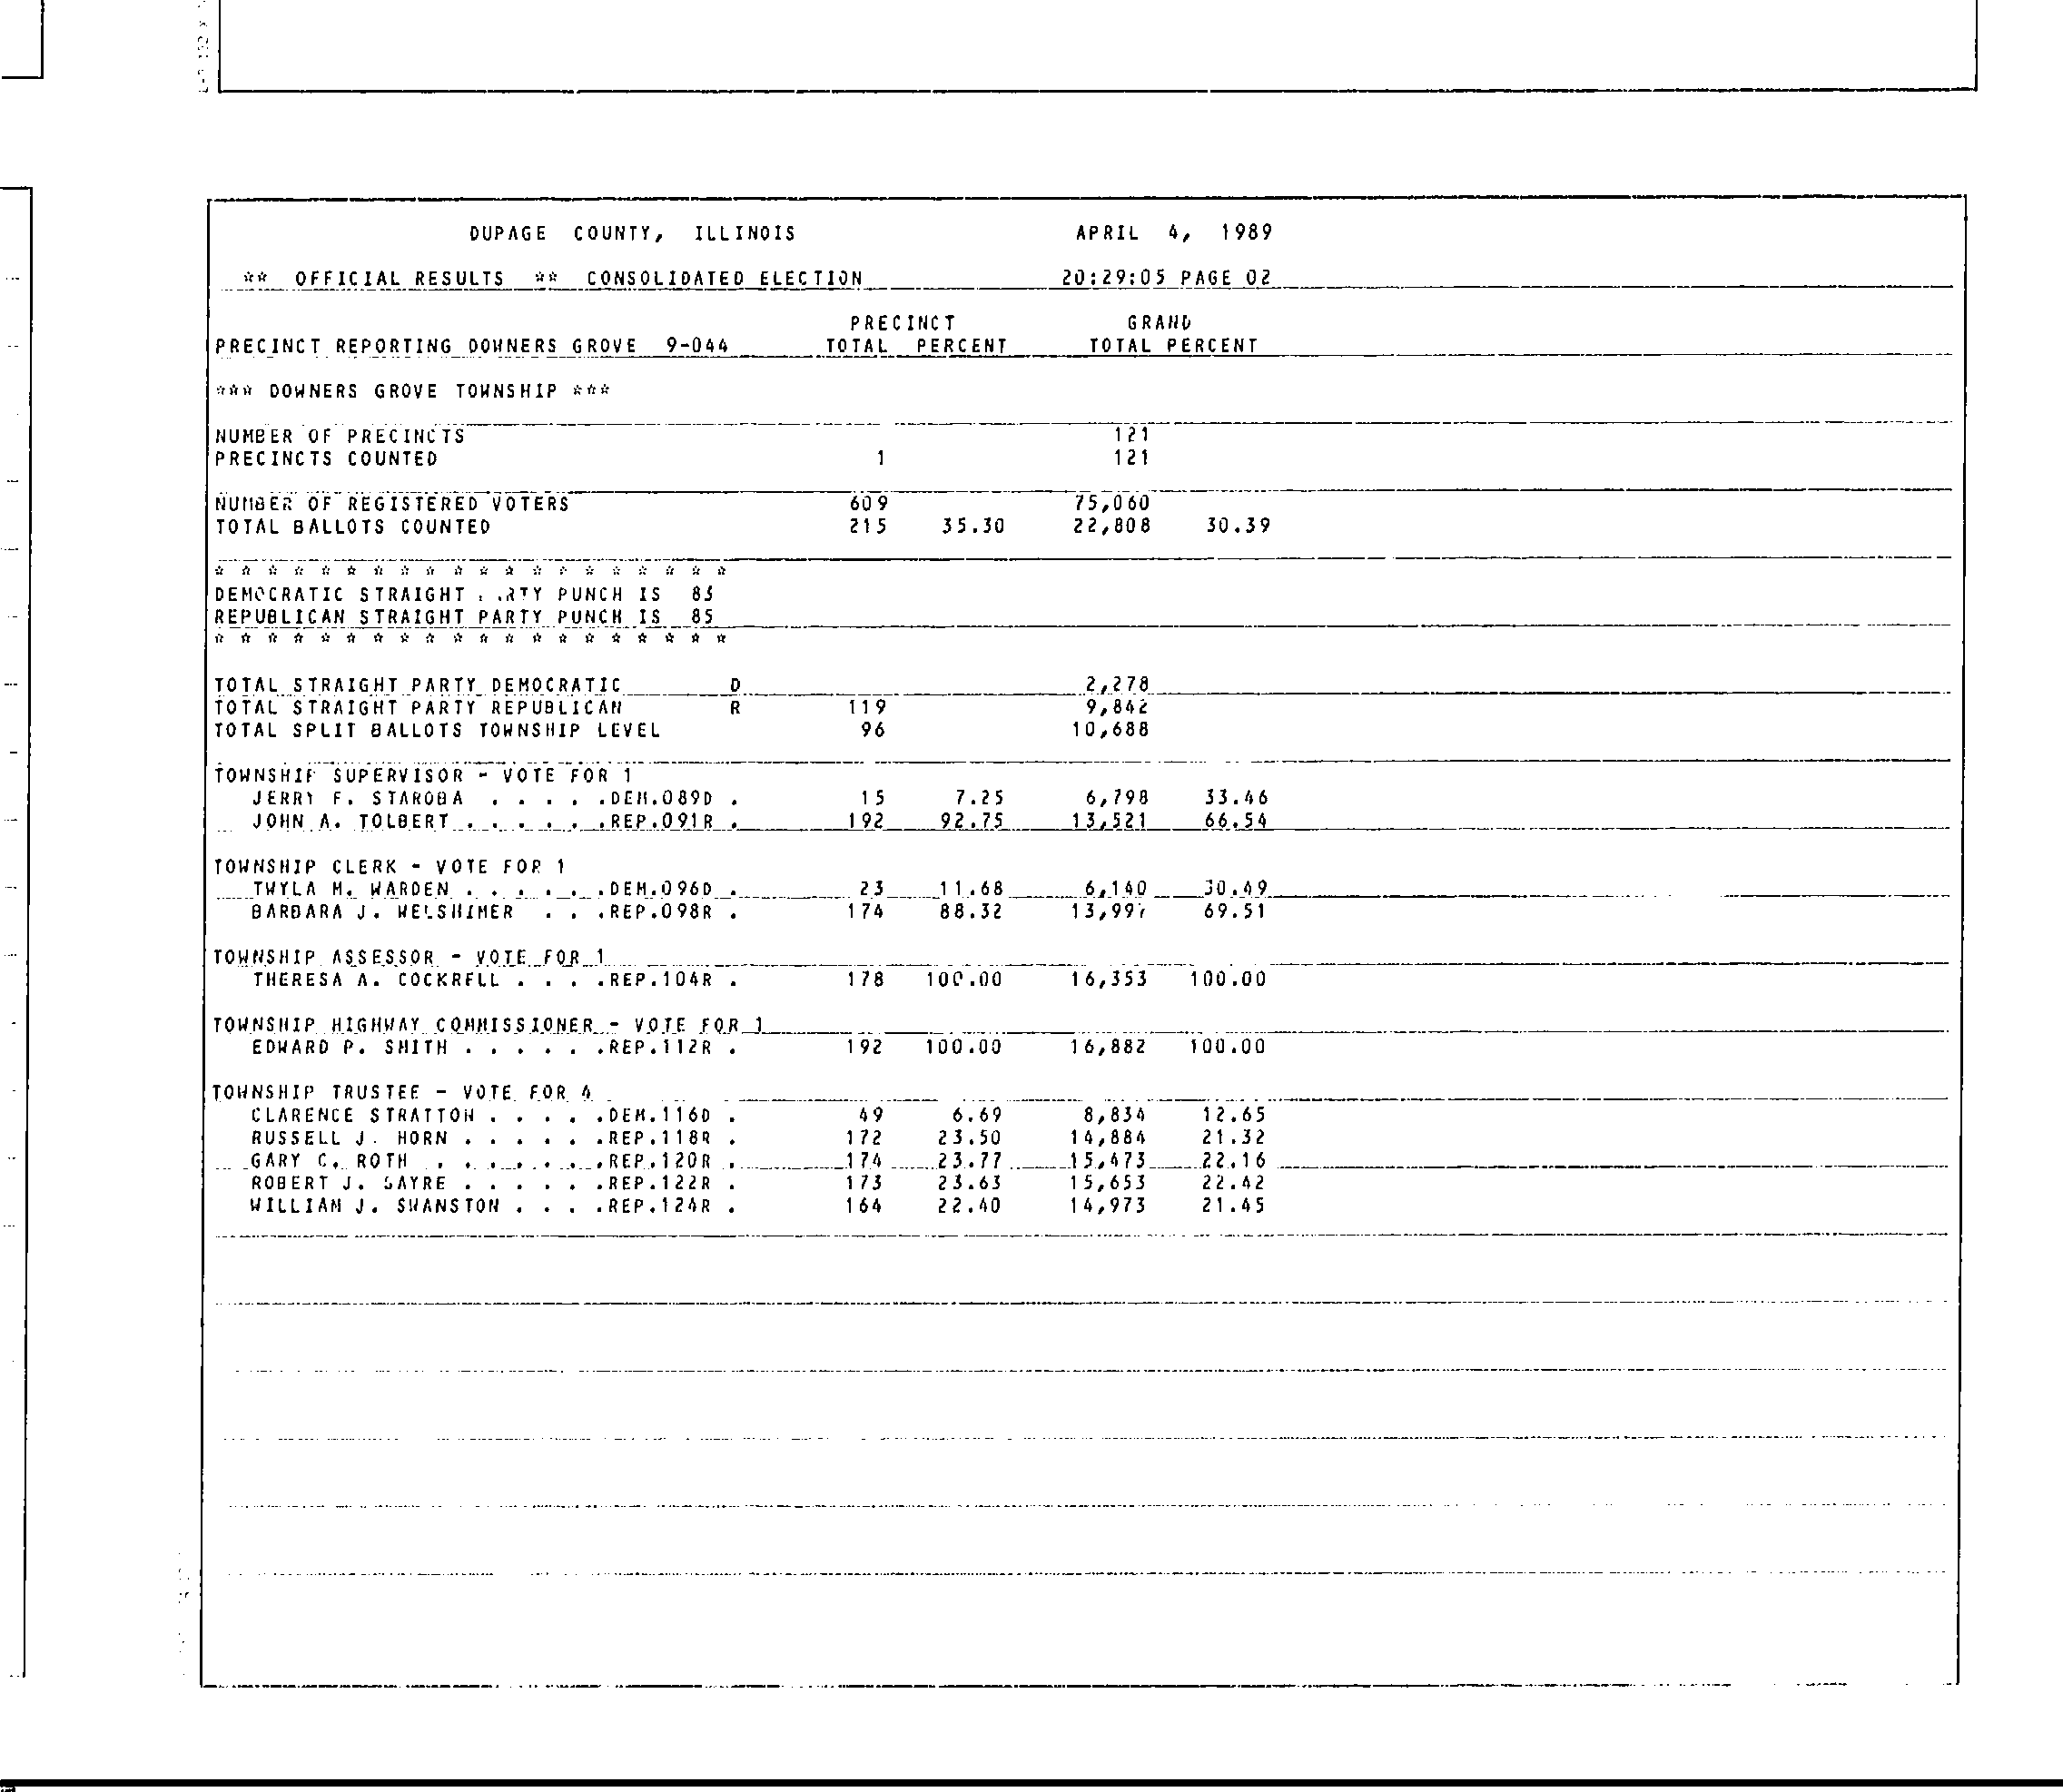 DUPAGE COUNTY, ILLINOIS APRIL 4, 1989
** OFFICIAL RESULTS ** CONSOLIDATED ELECTION 20:29:05 PAGE 02
PRECINCT GRAND
PRECINCT REPORTING DOWNERS GROVE 9-044 TOTAL PERCENT TOTAL PERCENT
*** DOWNERS GROVE TOWNSHIP ***
NUMBER OF PRECINCTS 121
PRECINCTS COUNTED 1 121
NUMBER OF REGISTERED VOTERS 609 75,060
TOTAL BALLOTS COUNTED 215 35.30 22,808 30.39
* * * * * * * * * * * * * * * * * * * *
DEMOCRATIC STRAIGHT PUNCH IS 83
REPUBLICAN STRAIGHT PARTY PUNCH IS 85
* * * * * * * * * * * * * * * * * * * *
TOTAL STRAIGHT PARTY DEMOCRATIC D 2,278
TOTAL STRAIGHT PARTY REPUBLICAN R 119 9,842
TOTAL SPLIT BALLOTS TOWNSHIP LEVEL 96 10,688
TOWNSHIP SUPERVISOR - VOTE FOR 1
JERRY F. STAROBA . . . . .DEM.089D . 15 7.25 6,798 33.46
JOHN A. TOLBERT . . . . . .REP.091R . 192 92.75 13,521 66.54
TOWNSHIP CLERK - VOTE FOR 1
TWYLA M. WARDEN . . . . . .DEM.096D . 23 11.68 6,140 30.49
BARBARA J. WELSHIMER . . .REP.098R . 174 88.32 13,997 69.51
TOWNSHIP ASSESSOR - VOTE FOR 1
THERESA A. COCKRELL . . . .REP.104R . 178 100.00 16,353 100.00
TOWNSHIP HIGHWAY COMMISSIONER - VOTE FOR 1
EDWARD P. SMITH . . . . . .REP.112R . 192 100.00 16,882 100.00
TOWNSHIP TRUSTEE - VOTE FOR 4
CLARENCE STRATTON . . . . .DEM.116D . 49 6.69 8,834 12.65
RUSSELL J. HORN . . . . . .REP.118R . 172 23.50 14,884 21.32
GARY C. ROTH . . . . . . .REP.120R . 174 23.77 15,473 22.16
ROBERT J. SAYRE . . . . . .REP.122R . 173 23.63 15,653 22.42
WILLIAM J. SWANSTON . . . .REP.124R . 164 22.40 14,973 21.45